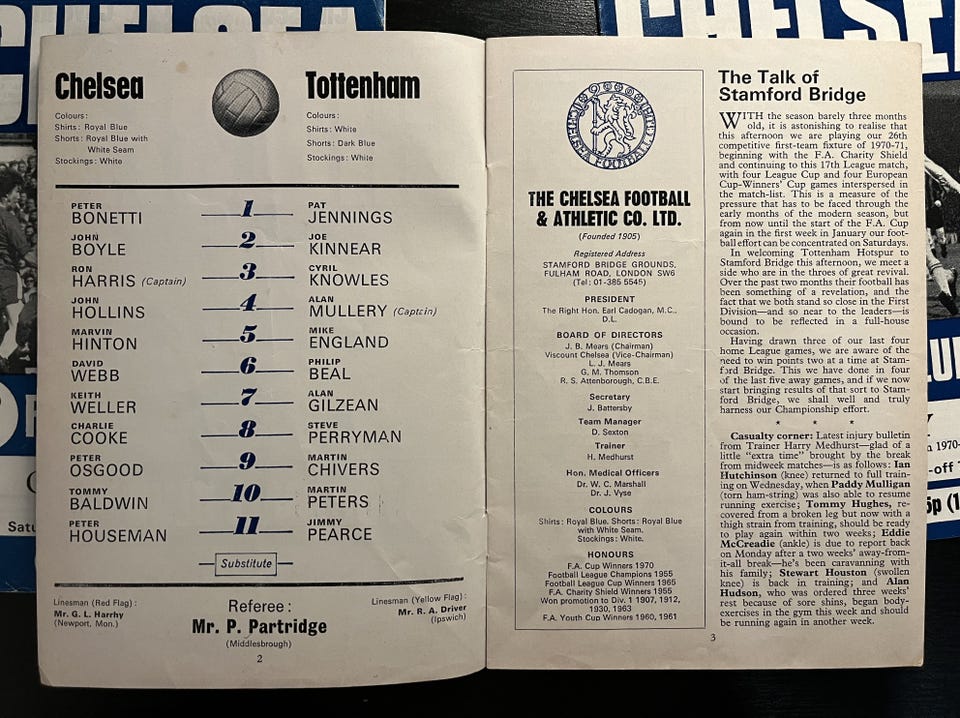 CHELSEA
CHELSEA
Chelsea
Tottenham
Colours:
Shirts: Royal Blue
Shorts: Royal Blue with
White Seam
Stockings: White
Colours:
Shirts: White
Shorts: Dark Blue
Stockings: White
PETER
BONETTI
1
PAT
JENNINGS
JOHN
BOYLE
2
JOE
KINNEAR
RON
HARRIS (Captain)
3
CYRIL
KNOWLES
JOHN
HOLLINS
4
ALAN
MULLERY (Captain)
MARVIN
HINTON
5
MIKE
ENGLAND
DAVID
WEBB
6
PHILIP
BEAL
KEITH
WELLER
7
ALAN
GILZEAN
CHARLIE
COOKE
8
STEVE
PERRYMAN
PETER
OSGOOD
9
MARTIN
CHIVERS
TOMMY
BALDWIN
10
MARTIN
PETERS
PETER
HOUSEMAN
11
JIMMY
PEARCE
Substitute
Linesman (Red Flag):
Mr. G. L. Harrhy
(Newport, Mon.)
Referee:
Mr. P. Partridge
(Middlesbrough)
Linesman (Yellow Flag):
Mr. R. A. Driver
(Ipswich)
2
CHELSEA FOOTBALL
THE CHELSEA FOOTBALL
& ATHLETIC CO. LTD.
(Founded 1905)
Registered Address
STAMFORD BRIDGE GROUNDS,
FULHAM ROAD, LONDON SW6
(Tel: 01-385 5545)
PRESIDENT
The Right Hon. Earl Cadogan, M.C.,
D.L.
BOARD OF DIRECTORS
J. B. Mears (Chairman)
Viscount Chelsea (Vice-Chairman)
L. J. Mears
G. M. Thomson
R. S. Attenborough, C.B.E.
Secretary
J. Battersby
Team Manager
D. Sexton
Trainer
H. Medhurst
Hon. Medical Officers
Dr. W. C. Marshall
Dr. J. Vyse
COLOURS
Shirts: Royal Blue. Shorts: Royal Blue
with White Seam.
Stockings: White.
HONOURS
F.A. Cup Winners 1970
Football League Champions 1955
Football League Cup Winners 1965
F.A. Charity Shield Winners 1955
Won promotion to Div. 1 1907, 1912,
1930, 1963
F.A. Youth Cup Winners 1960, 1961
The Talk of
Stamford Bridge
WITH the season barely three months
old, it is astonishing to realise that
this afternoon we are playing our 26th
competitive first-team fixture of 1970-71,
beginning with the F.A. Charity Shield
and continuing to this 17th League match,
with four League Cup and four European
Cup-Winners' Cup games interspersed in
the match-list. This is a measure of the
pressure that has to be faced through the
early months of the modern season, but
from now until the start of the F.A. Cup
again in the first week in January our foot-
ball effort can be concentrated on Saturdays.
In welcoming Tottenham Hotspur to
Stamford Bridge this afternoon, we meet a
side who are in the throes of great revival.
Over the past two months their football has
been something of a revelation, and the
fact that we both stand so close in the First
Division—and so near to the leaders—is
bound to be reflected in a full-house
occasion.
Having drawn three of our last four
home League games, we are aware of the
need to win points two at a time at Stam-
ford Bridge. This we have done in four
of the last five away games, and if we now
start bringing results of that sort to Stam-
ford Bridge, we shall well and truly
harness our Championship effort.
* * *
Casualty corner: Latest injury bulletin
from Trainer Harry Medhurst—glad of a
little "extra time" brought by the break
from midweek matches—is as follows: Ian
Hutchinson (knee) returned to full train-
ing on Wednesday, when Paddy Mulligan
(torn ham-string) was also able to resume
running exercise; Tommy Hughes, re-
covered from a broken leg but now with a
thigh strain from training, should be ready
to play again within two weeks; Eddie
McCreadie (ankle) is due to report back
on Monday after a two weeks' away-from-
it-all break—he's been caravanning with
his family; Stewart Houston (swollen
knee) is back in training; and Alan
Hudson, who was ordered three weeks'
rest because of sore shins, began body-
exercises in the gym this week and should
be running again in another week.
3
Satu
1970-
-off
5p (1